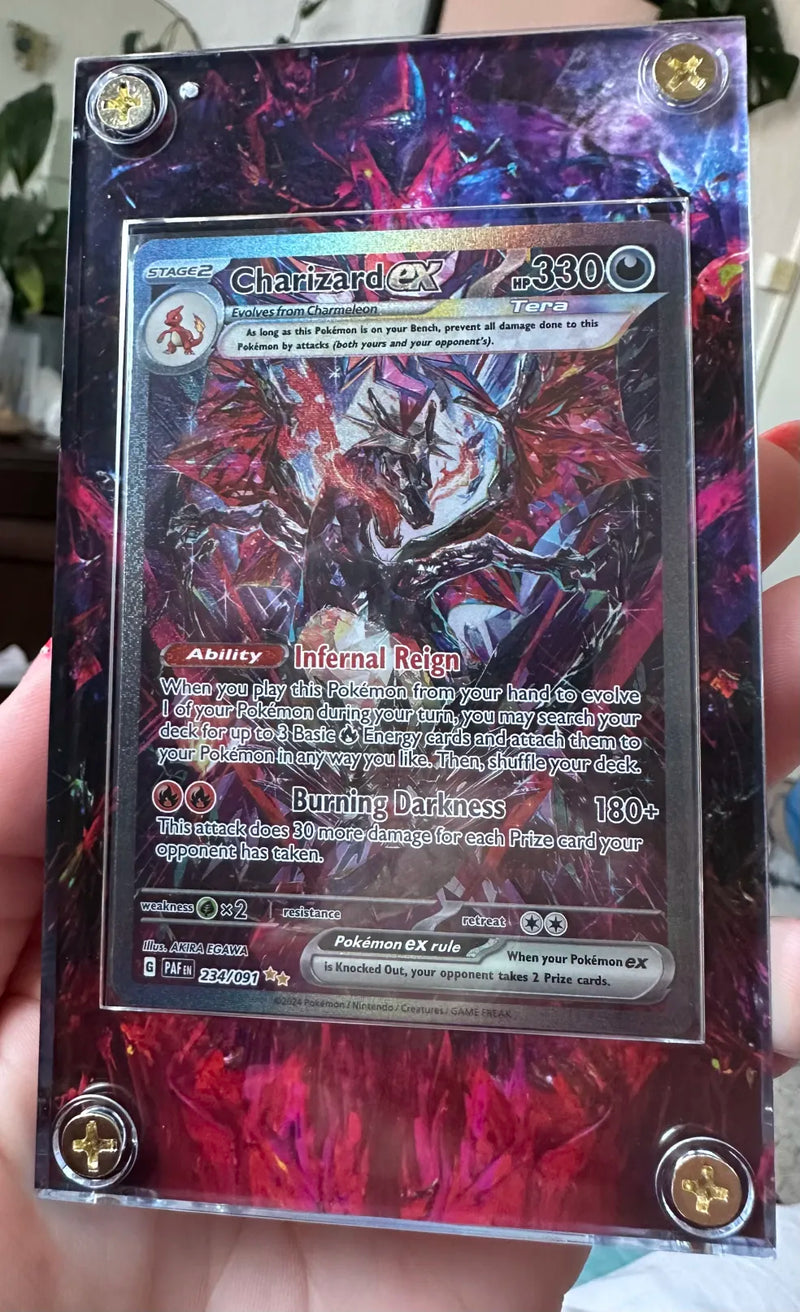 STAGE2 Charizard ex HP330
Evolves from Charmeleon Tera
As long as this Pokémon is on your Bench, prevent all damage done to this
Pokémon by attacks (both yours and your opponent's).
Ability Infernal Reign
When you play this Pokémon from your hand to evolve
1 of your Pokémon during your turn, you may search your
deck for up to 3 Basic Energy cards and attach them to
your Pokémon in any way you like. Then, shuffle your deck.
Burning Darkness 180+
This attack does 30 more damage for each Prize card your
opponent has taken.
weakness ×2 resistance retreat
Illus. AKIRA EGAWA
Pokémon ex rule When your Pokémon ex
is Knocked Out, your opponent takes 2 Prize cards.
G PAF EN 234/091
©2024 Pokémon / Nintendo / Creatures / GAME FREAK